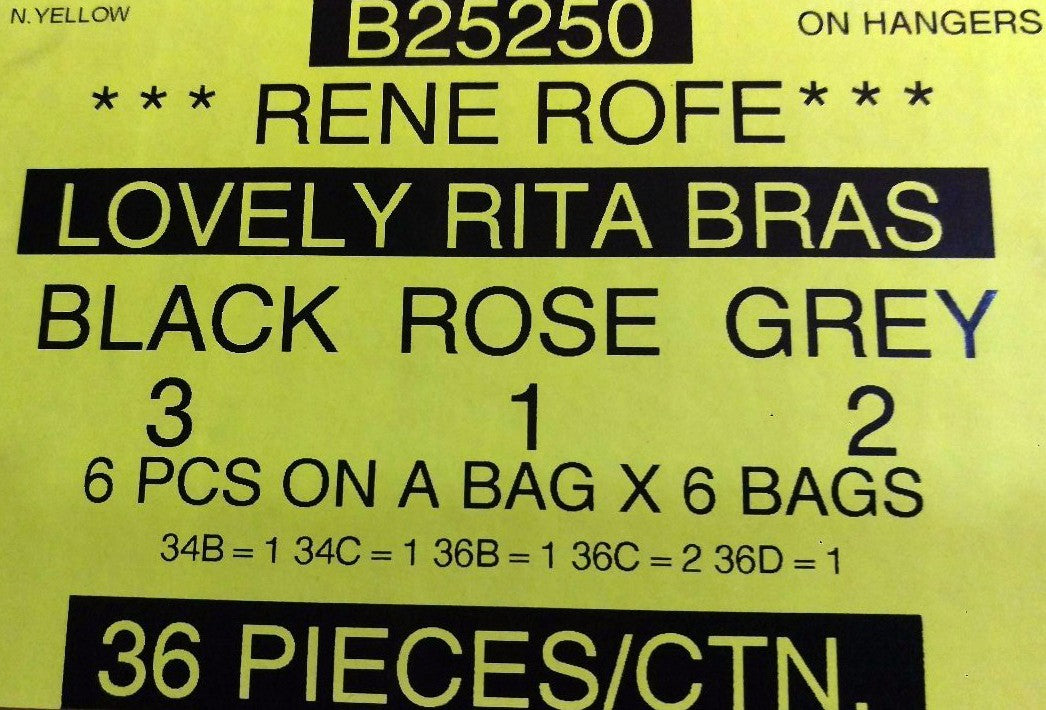 N.YELLOW
B25250
ON HANGERS
*** RENE ROFE***
LOVELY RITA BRAS
BLACK ROSE GREY
3 1 2
6 PCS ON A BAG X 6 BAGS
34B = 1 34C = 1 36B = 1 36C = 2 36D = 1
36 PIECES/CTN.